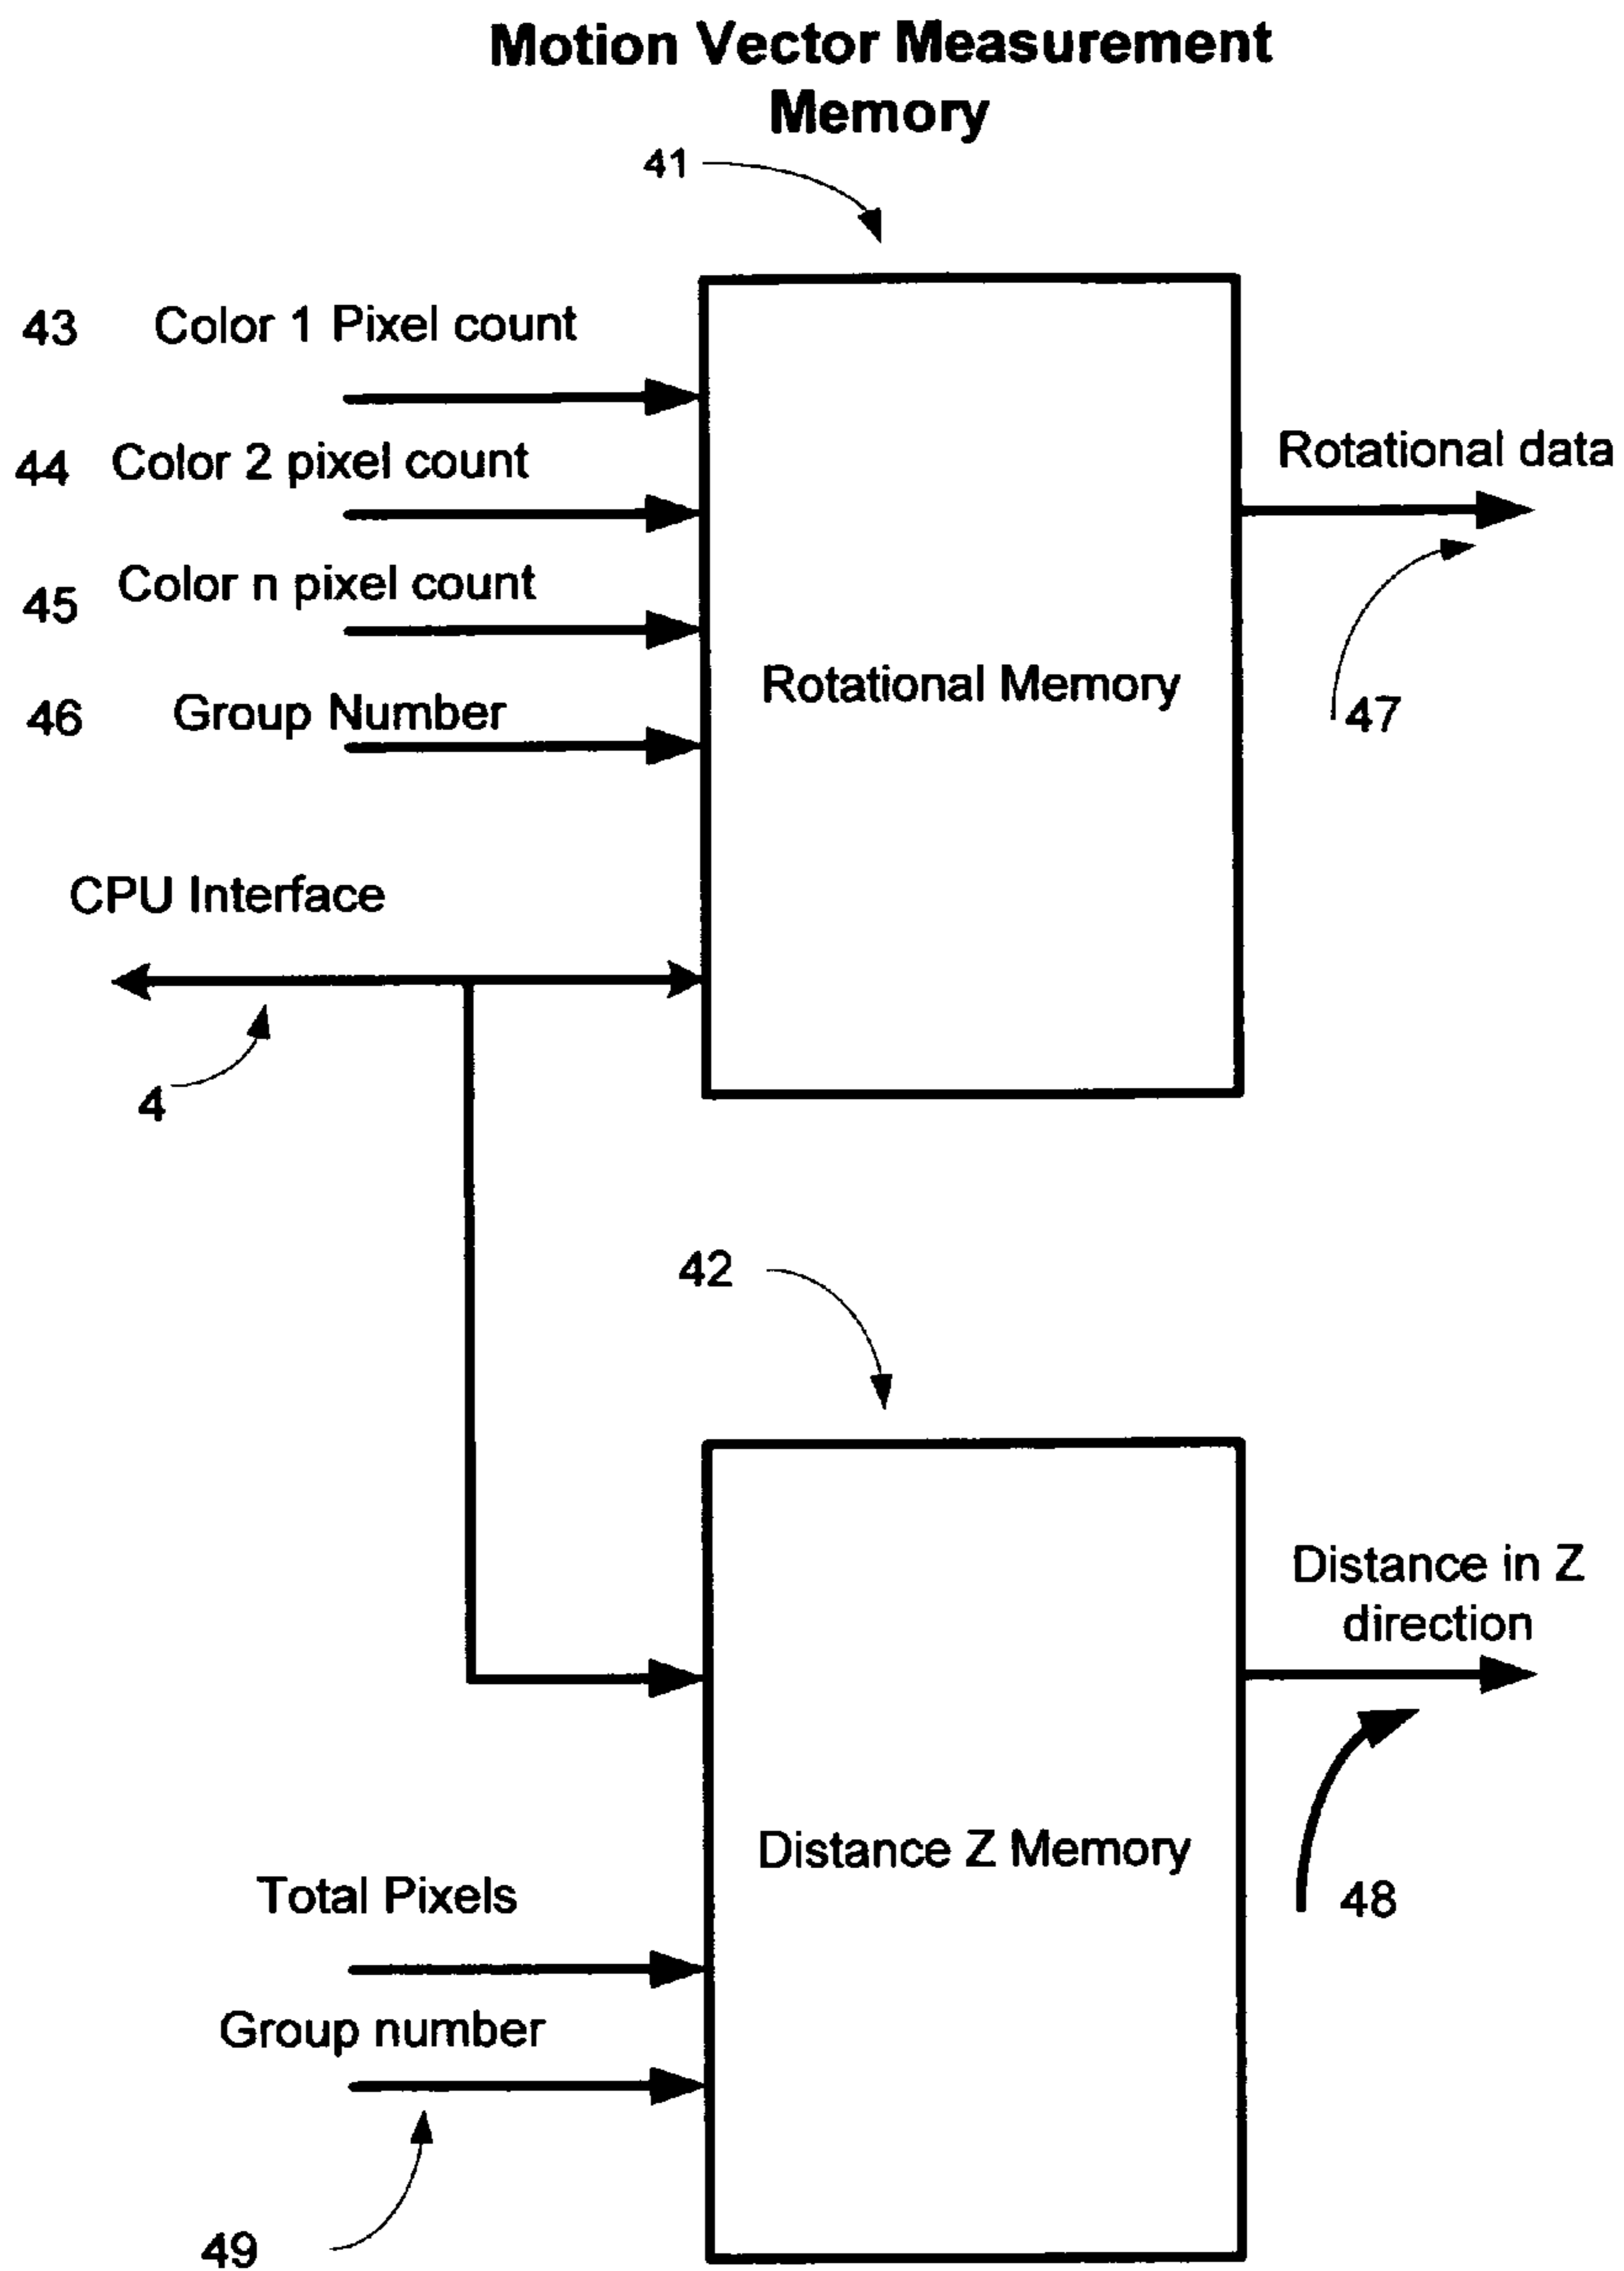 Motion Vector Measurement
Memory
41
43 Color 1 Pixel count
44 Color 2 pixel count
Rotational data
45 Color n pixel count
Rotational Memory
46 Group Number
47
CPU Interface
4
42
Distance in Z
direction
Distance Z Memory
Total Pixels
48
Group number
49